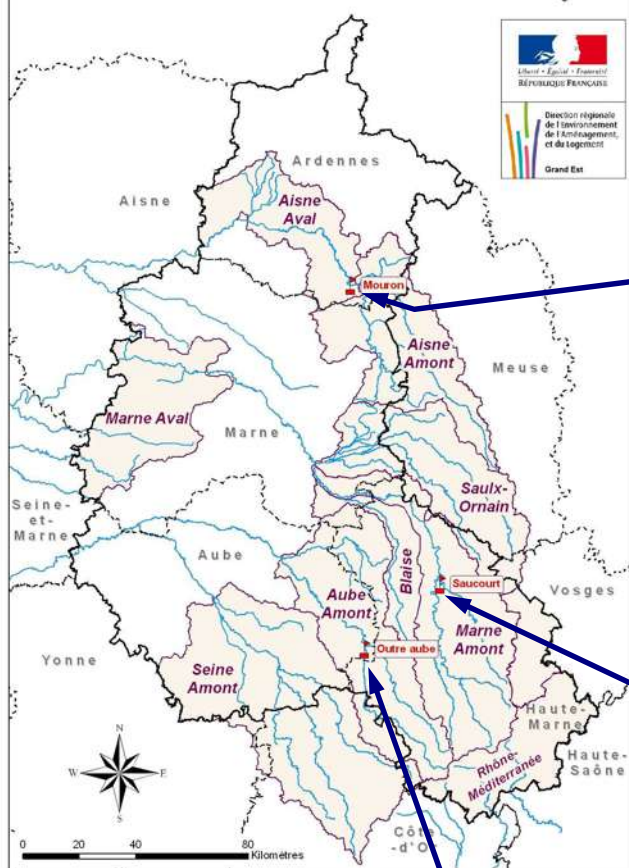 Liberté • Égalité • Fraternité
RÉPUBLIQUE FRANÇAISE
Direction régionale
de l'Environnement
de l'Aménagement,
et du Logement
Grand Est
Ardennes
Aisne
Aisne
Aval
Mouron
Aisne
Amont
Meuse
Marne Aval
Marne
Saulx-
Ornain
Seine-
et-
Marne
Aube
Blaise
Saucourt
Vosges
Aube
Amont
Marne
Amont
Outre aube
Yonne
Seine
Amont
Haute-
Marne
Rhône-
Méditerranée
Haute-
Saône
N
W
E
S
Côte
-d'Or
0 20 40 80
Kilomètres